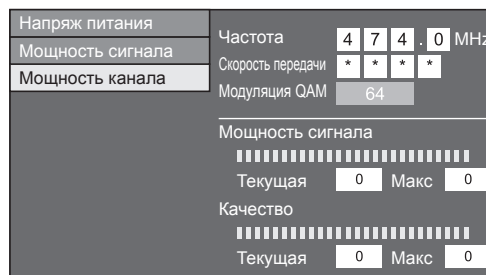 Напряж питания
Мощность сигнала
Мощность канала
Частота 4 7 4 . 0 MHz
Скорость передачи * * * *
Модуляция QAM 64
Мощность сигнала
Текущая 0 Макс 0
Качество
Текущая 0 Макс 0